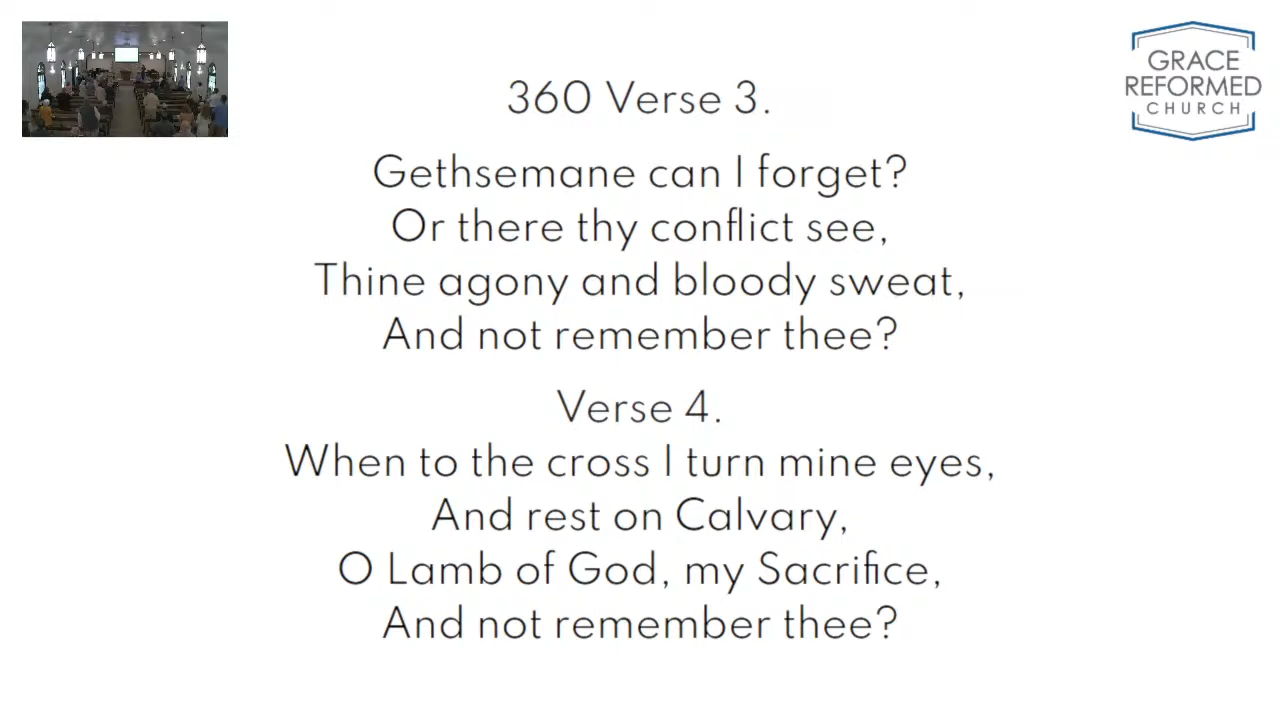 GRACE
REFORMED
CHURCH
360 Verse 3.
Gethsemane can I forget?
Or there thy conflict see,
Thine agony and bloody sweat,
And not remember thee?
Verse 4.
When to the cross I turn mine eyes,
And rest on Calvary,
O Lamb of God, my Sacrifice,
And not remember thee?